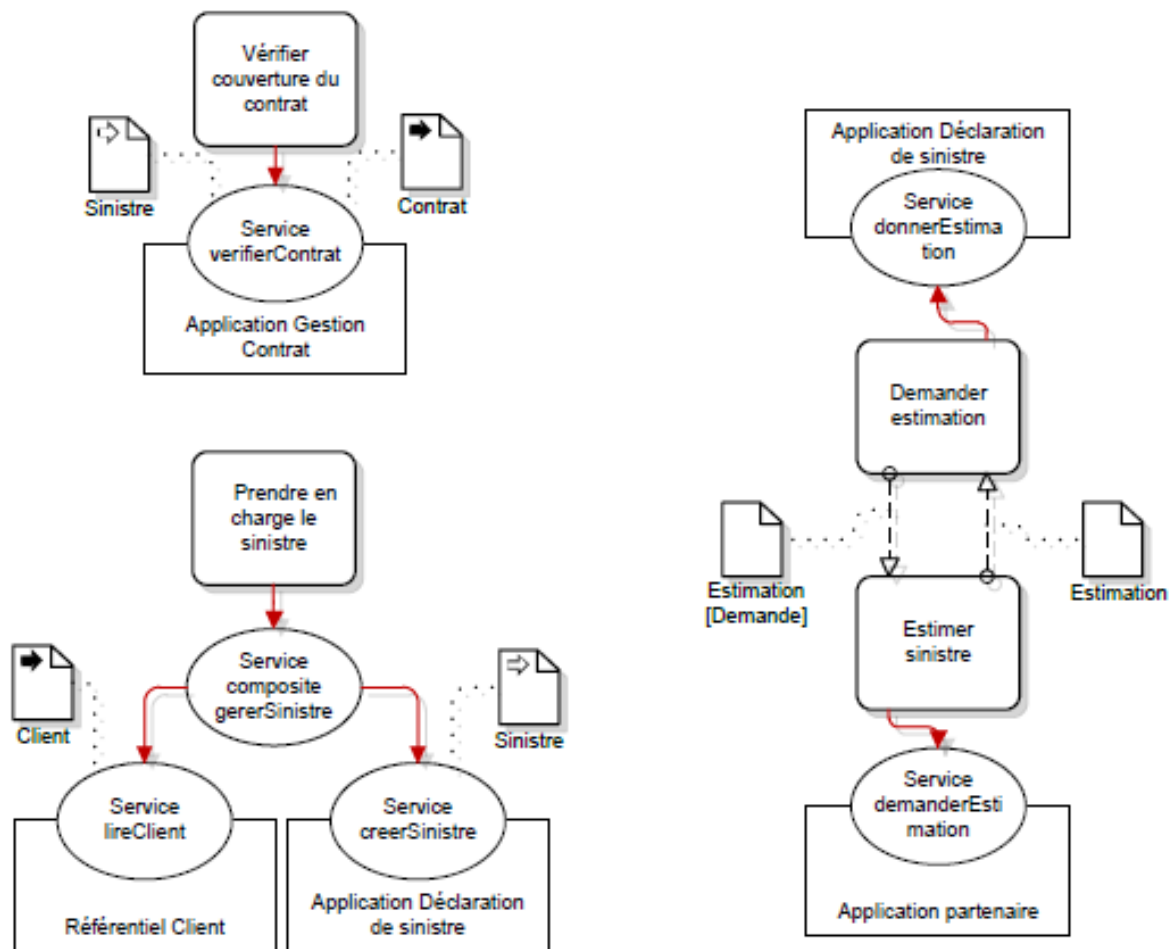 Vérifier
couverture du
contrat
Sinistre
Contrat
Service
verifierContrat
Application Gestion
Contrat
Prendre en
charge le
sinistre
Service
composite
gererSinistre
Client
Sinistre
Service
lireClient
Service
creerSinistre
Référentiel Client
Application Déclaration
de sinistre
Application Déclaration
de sinistre
Service
donnerEstima
tion
Demander
estimation
Estimation
[Demande]
Estimation
Estimer
sinistre
Service
demanderEsti
mation
Application partenaire